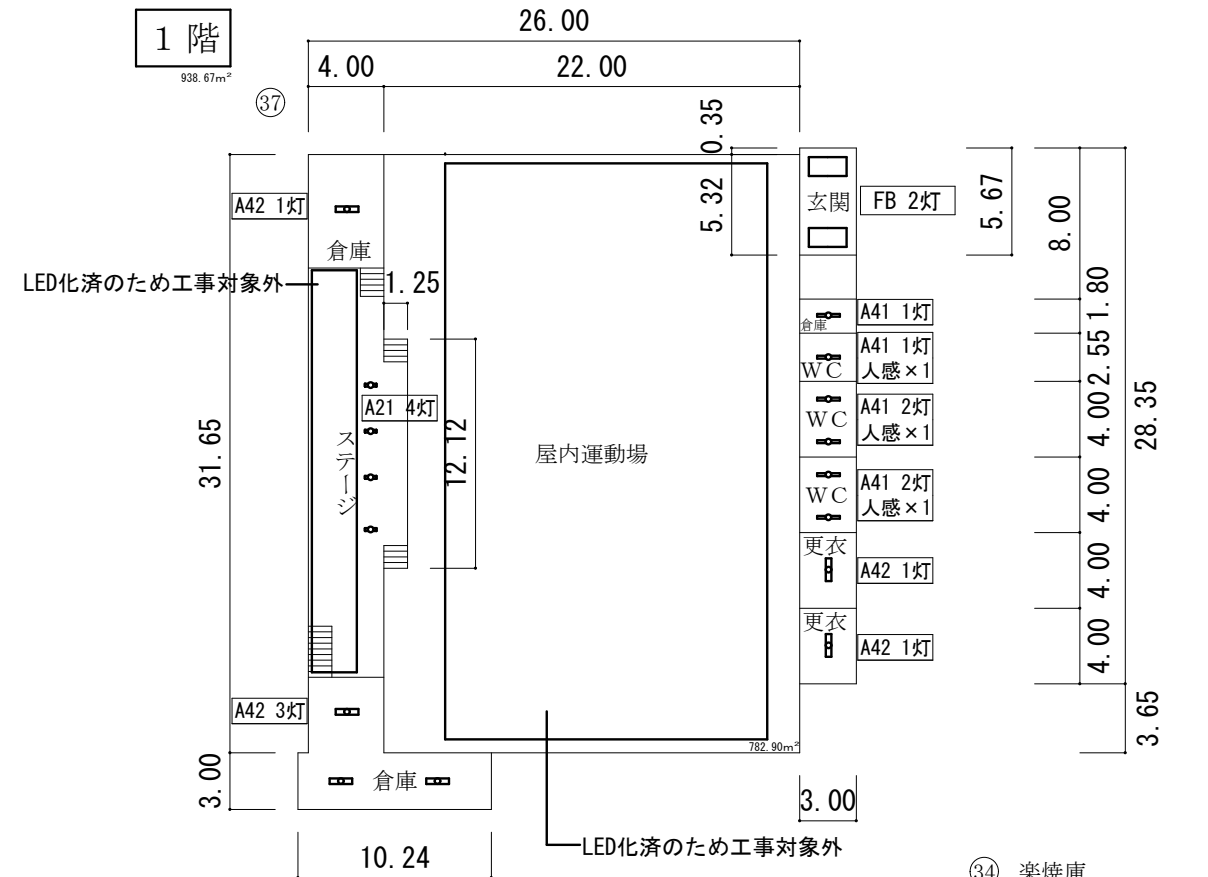 1 階
938.67m²
㊲
26.00
4.00
22.00
0.35
5.32
玄関
FB 2灯
5.67
8.00
A42 1灯
倉庫
LED化済のため工事対象外
1.25
1.80
倉庫
A41 1灯
2.55
WC
A41 1灯
人感×1
4.00
WC
A41 2灯
人感×1
28.35
A21 4灯
ステージ
12.12
屋内運動場
31.65
4.00
WC
A41 2灯
人感×1
更衣
A42 1灯
4.00
更衣
A42 1灯
4.00
3.65
A42 3灯
782.90m²
3.00
倉庫
3.00
10.24
LED化済のため工事対象外
㉞ 楽焼庫